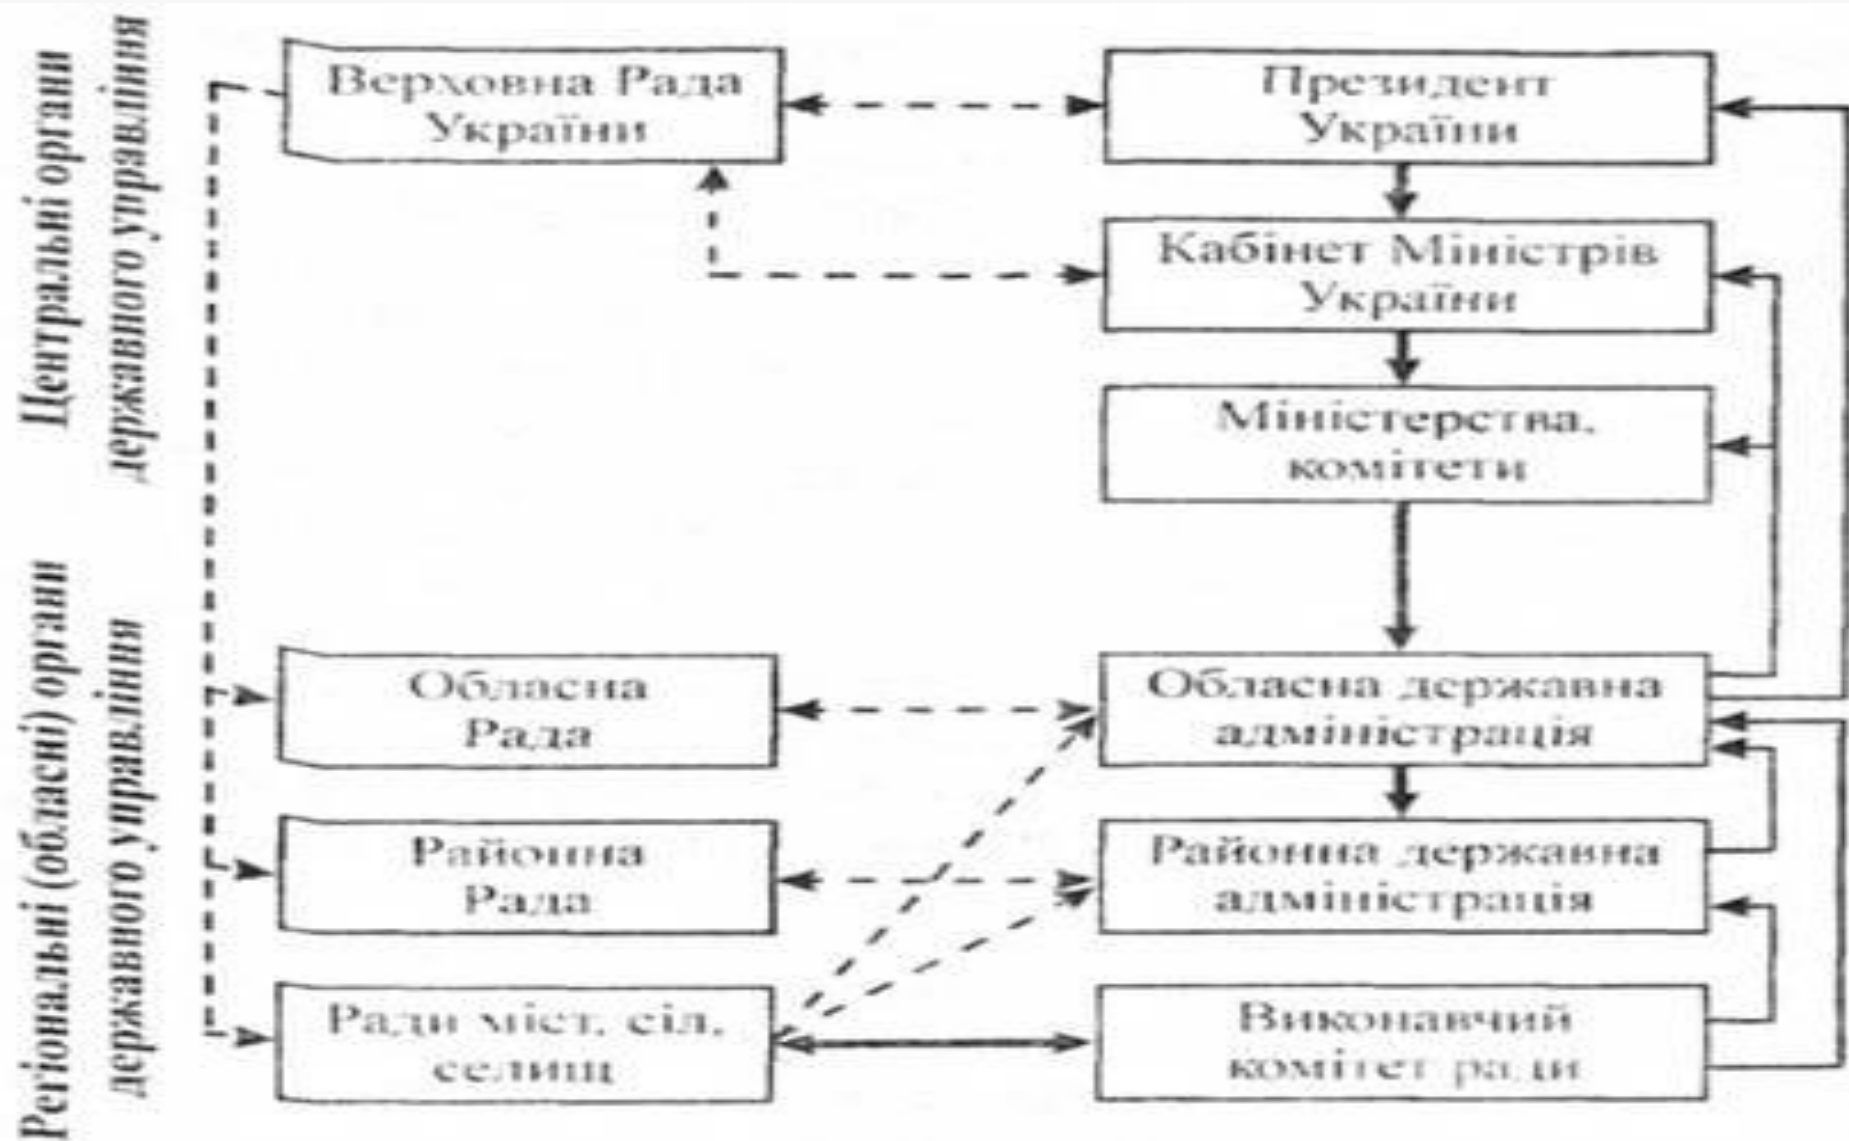 Центральні органи
державного управління
Верховна Рада
України
Президент
України
Кабінет Міністрів
України
Міністерства,
комітети
Регіональні (обласні) органи
державного управління
Обласна
Рада
Обласна державна
адміністрація
Районна
Рада
Районна державна
адміністрація
Ради міст, сіл,
селищ
Виконавчий
комітет ради